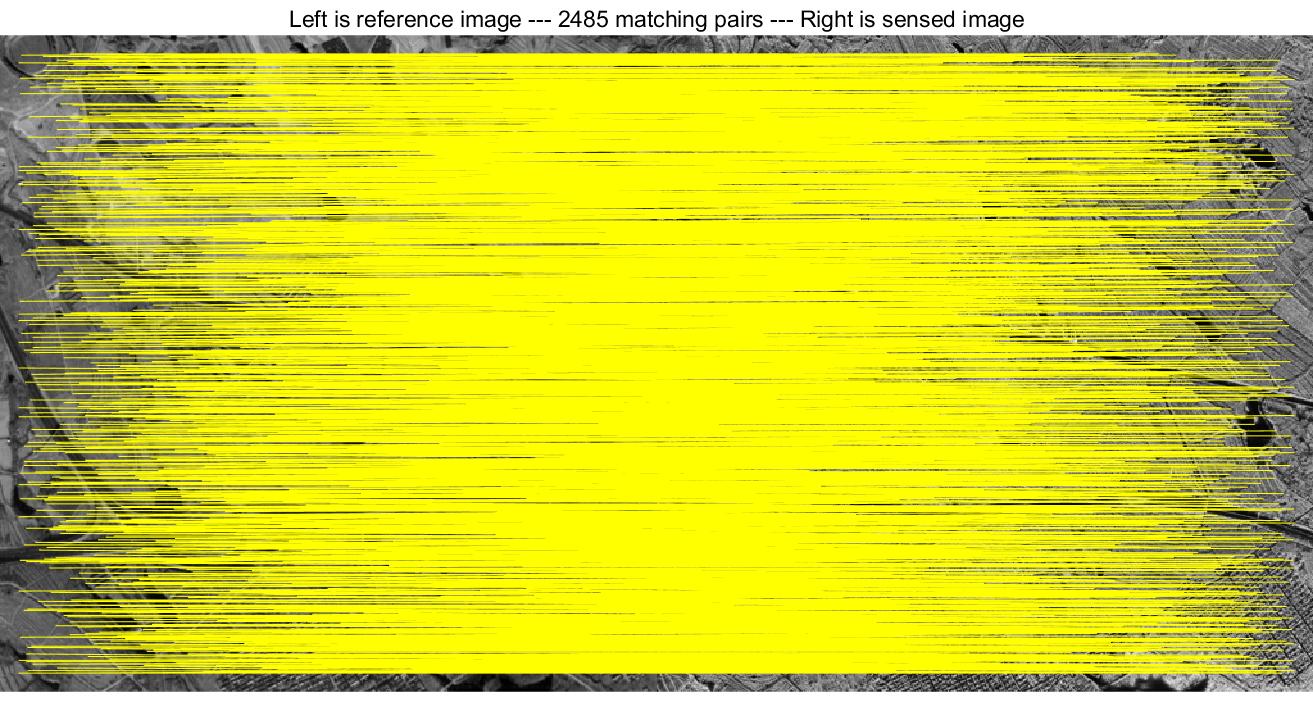 Left is reference image --- 2485 matching pairs --- Right is sensed image